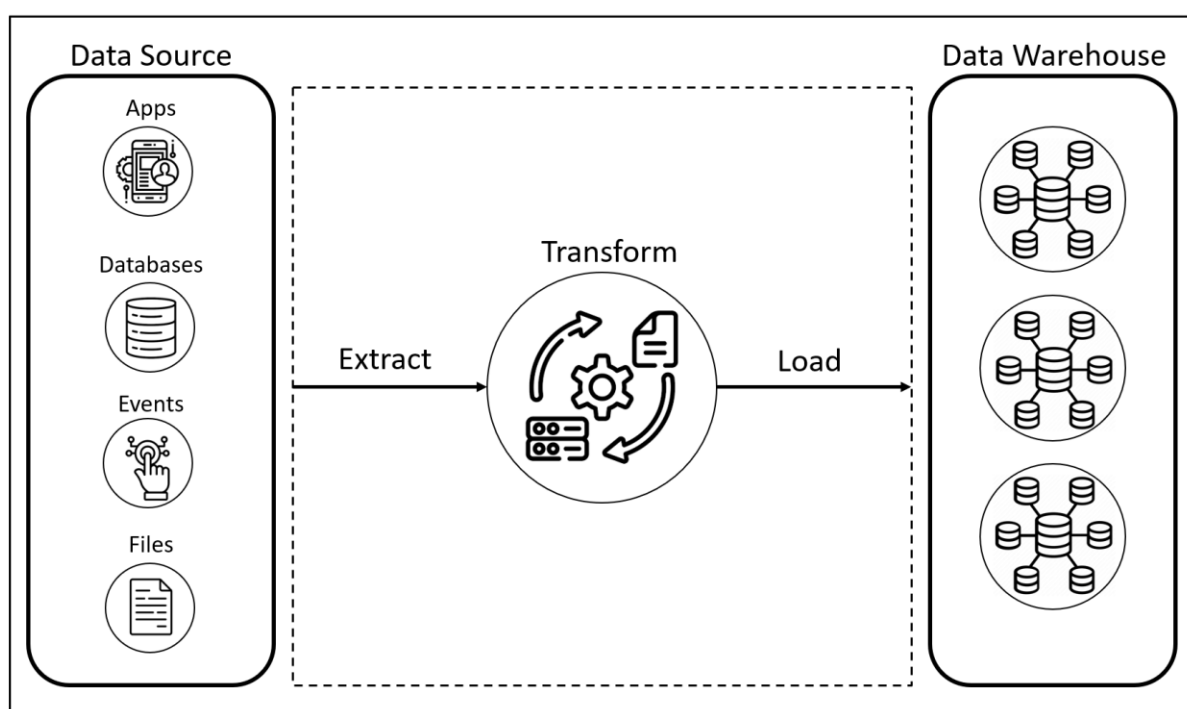 Data Source
Apps
Databases
Events
Files
Extract
Transform
Load
Data Warehouse